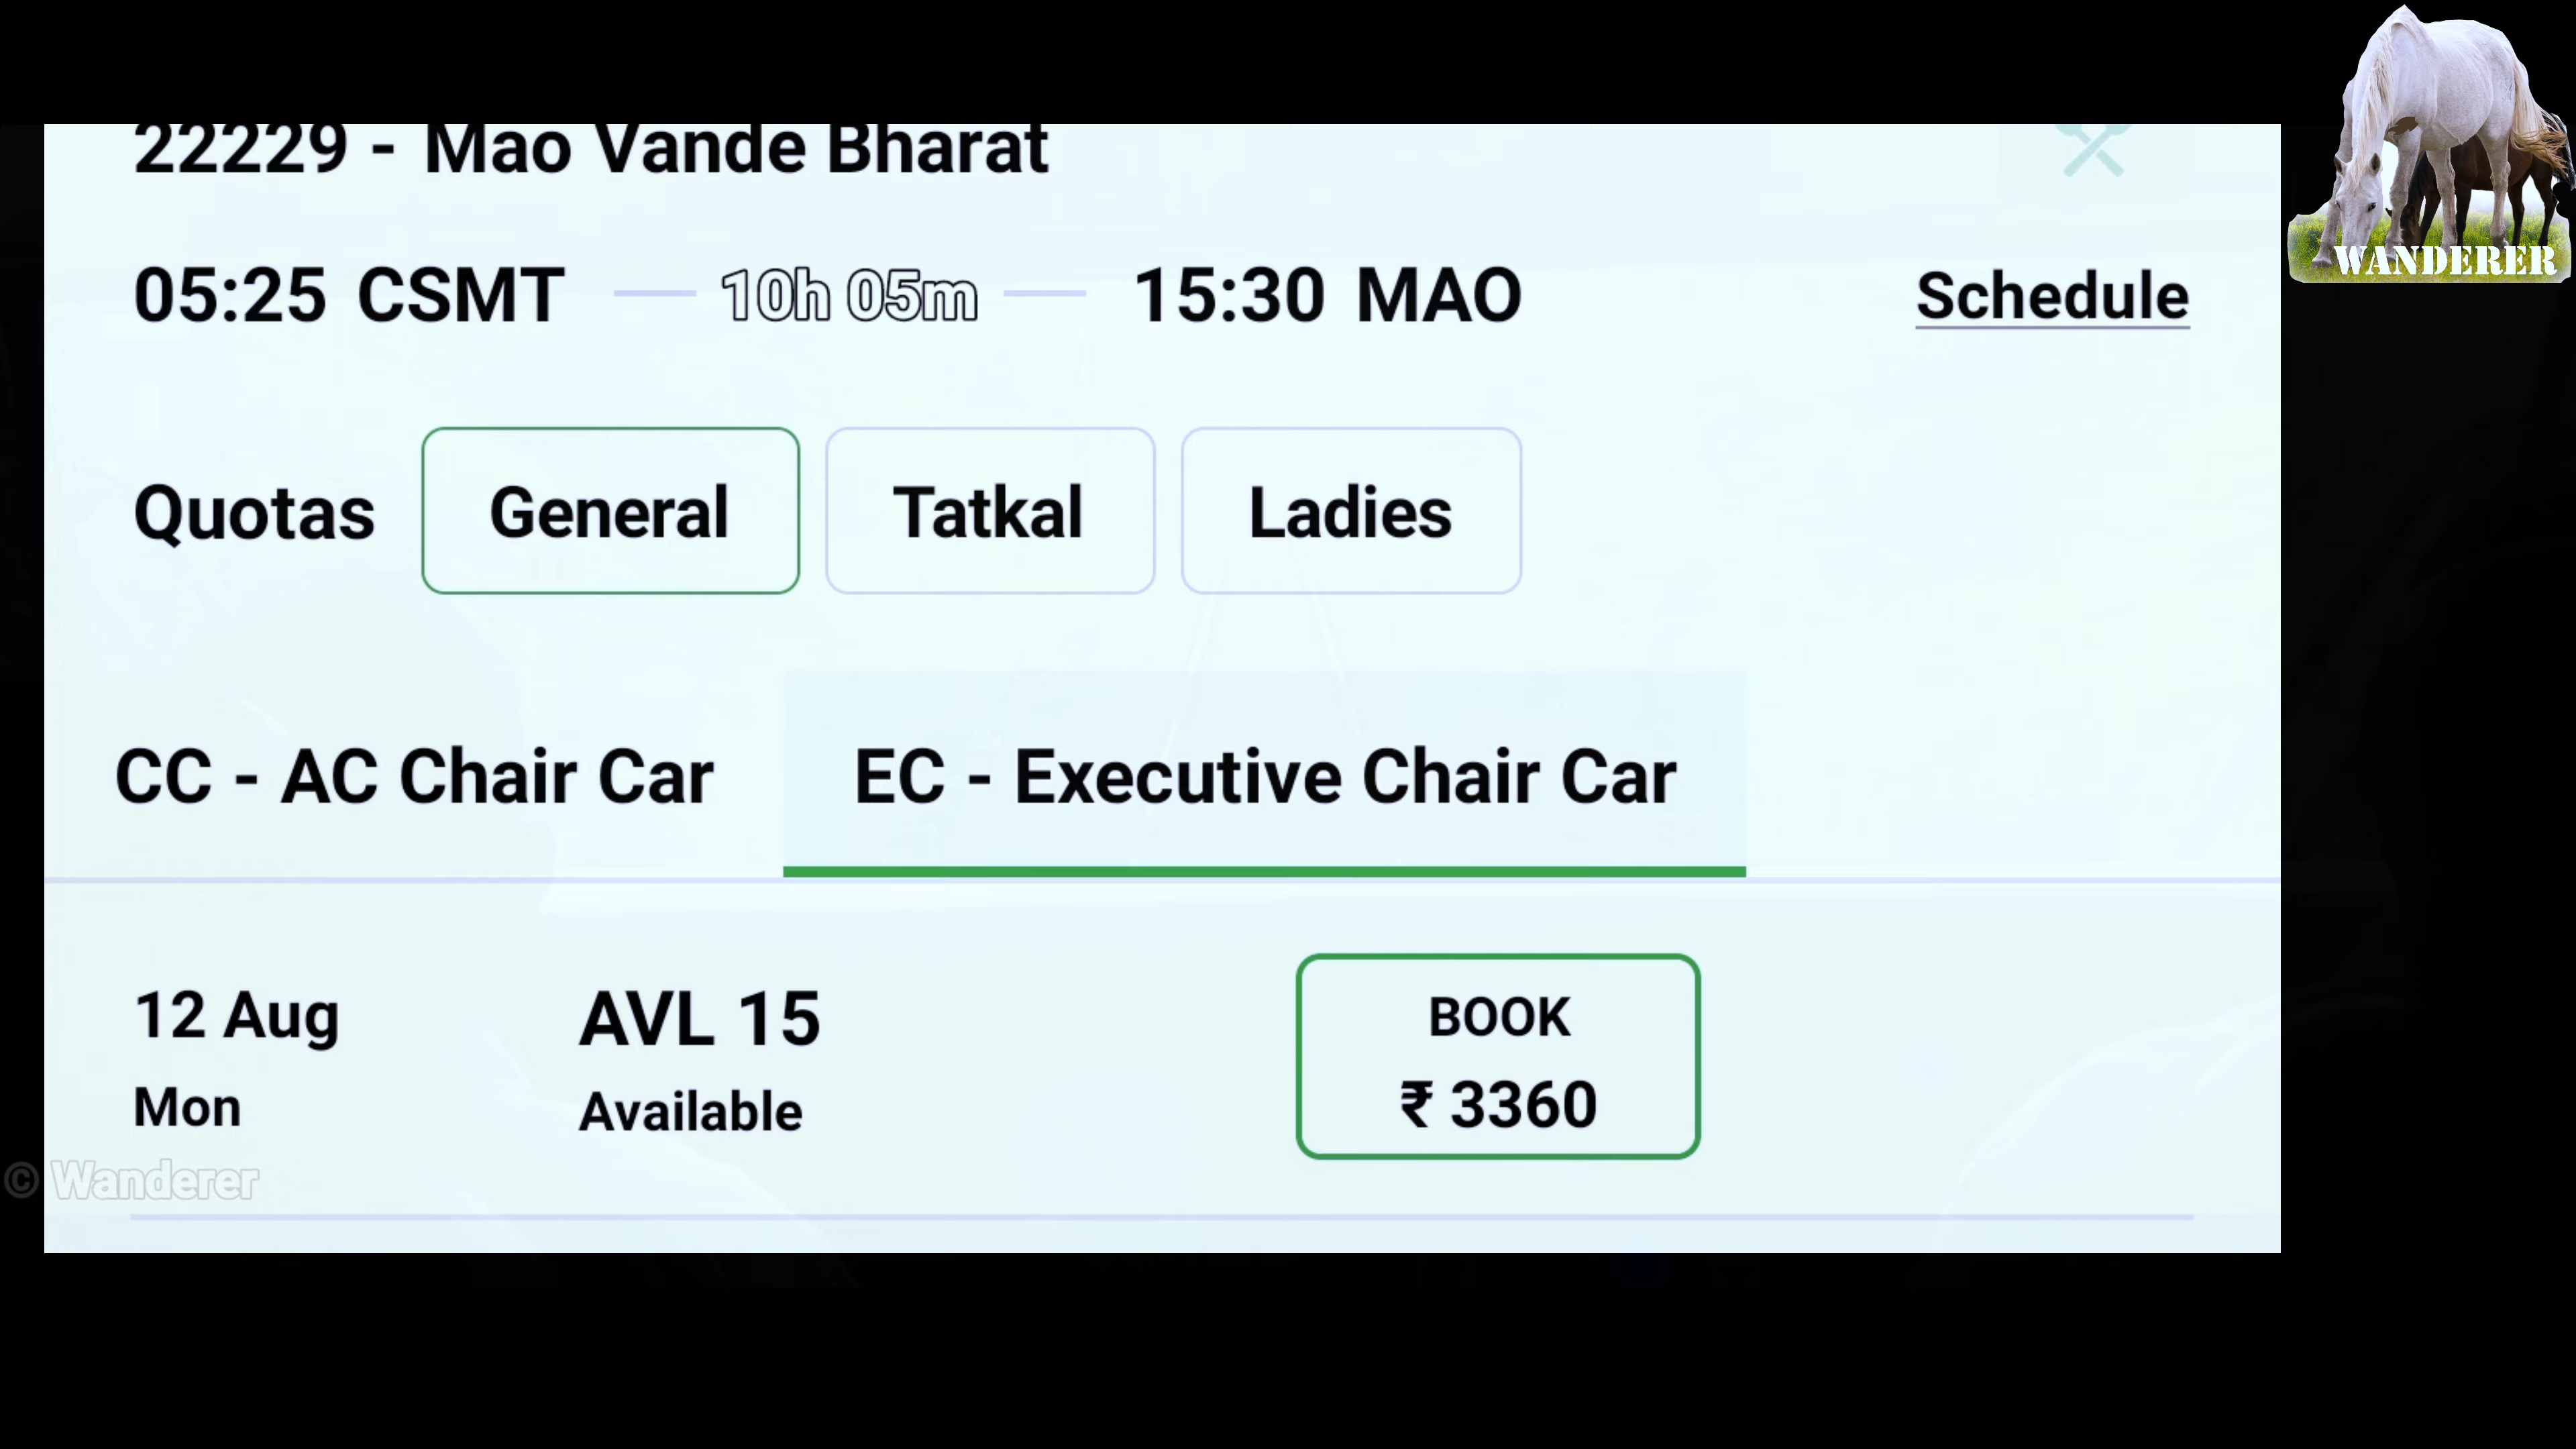 22229 - Mao Vande Bharat
05:25 CSMT 10h 05m 15:30 MAO Schedule
Quotas General Tatkal Ladies
CC - AC Chair Car EC - Executive Chair Car
12 Aug AVL 15 BOOK
Mon Available ₹ 3360
© Wanderer
WANDERER